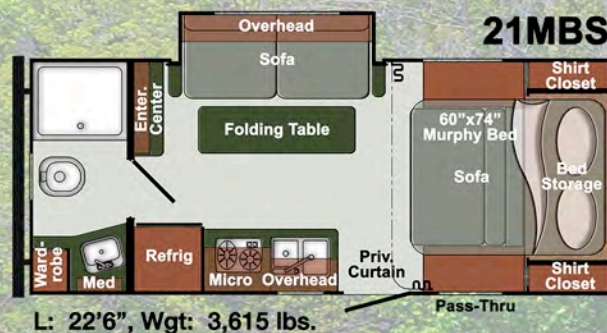 21MBS
Overhead
Sofa
Shirt
Closet
Enter.
Center
Folding Table
60"x74"
Murphy Bed
Sofa
Bed
Storage
Ward-
robe
Med
Refrig
Micro
Overhead
Priv.
Curtain
Shirt
Closet
Pass-Thru
L: 22'6", Wgt: 3,615 lbs.